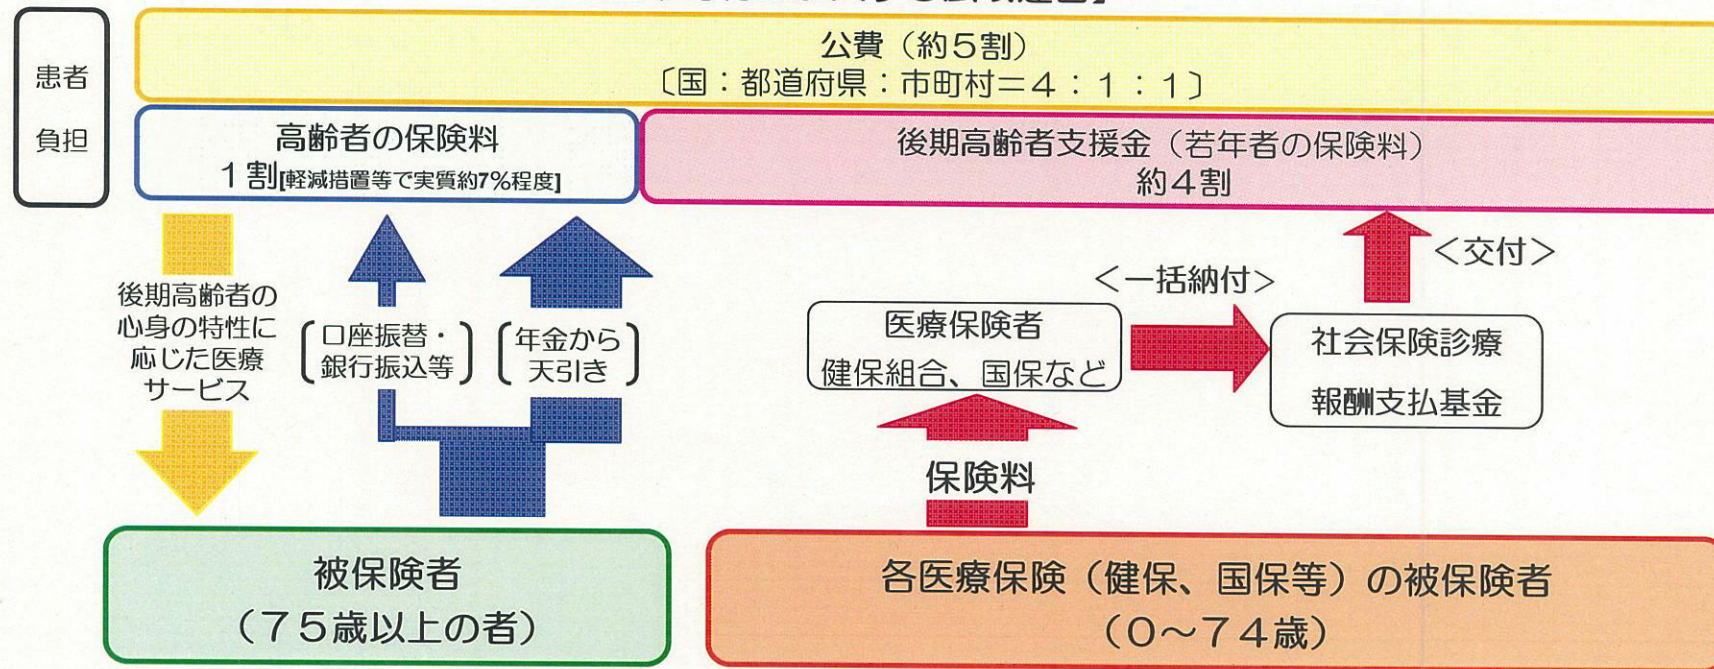 患者
負担
公費（約５割）
〔国：都道府県：市町村＝４：１：１〕
高齢者の保険料
１割[軽減措置等で実質約7%程度]
後期高齢者支援金（若年者の保険料）
約４割
後期高齢者の
心身の特性に
応じた医療
サービス
口座振替・
銀行振込等
年金から
天引き
＜交付＞
＜一括納付＞
医療保険者
健保組合、国保など
社会保険診療
報酬支払基金
保険料
被保険者
（７５歳以上の者）
各医療保険（健保、国保等）の被保険者
（０～７４歳）